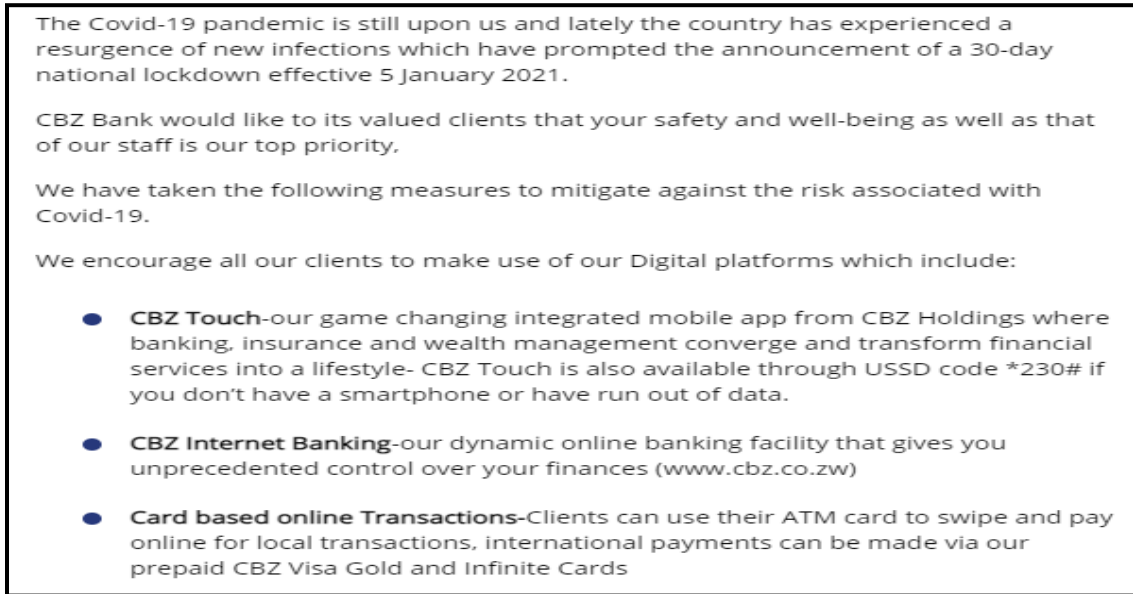 The Covid-19 pandemic is still upon us and lately the country has experienced a
resurgence of new infections which have prompted the announcement of a 30-day
national lockdown effective 5 January 2021.
CBZ Bank would like to its valued clients that your safety and well-being as well as that
of our staff is our top priority,
We have taken the following measures to mitigate against the risk associated with
Covid-19.
We encourage all our clients to make use of our Digital platforms which include:
● CBZ Touch-our game changing integrated mobile app from CBZ Holdings where
banking, insurance and wealth management converge and transform financial
services into a lifestyle- CBZ Touch is also available through USSD code *230# if
you don't have a smartphone or have run out of data.
● CBZ Internet Banking-our dynamic online banking facility that gives you
unprecedented control over your finances (www.cbz.co.zw)
● Card based online Transactions-Clients can use their ATM card to swipe and pay
online for local transactions, international payments can be made via our
prepaid CBZ Visa Gold and Infinite Cards